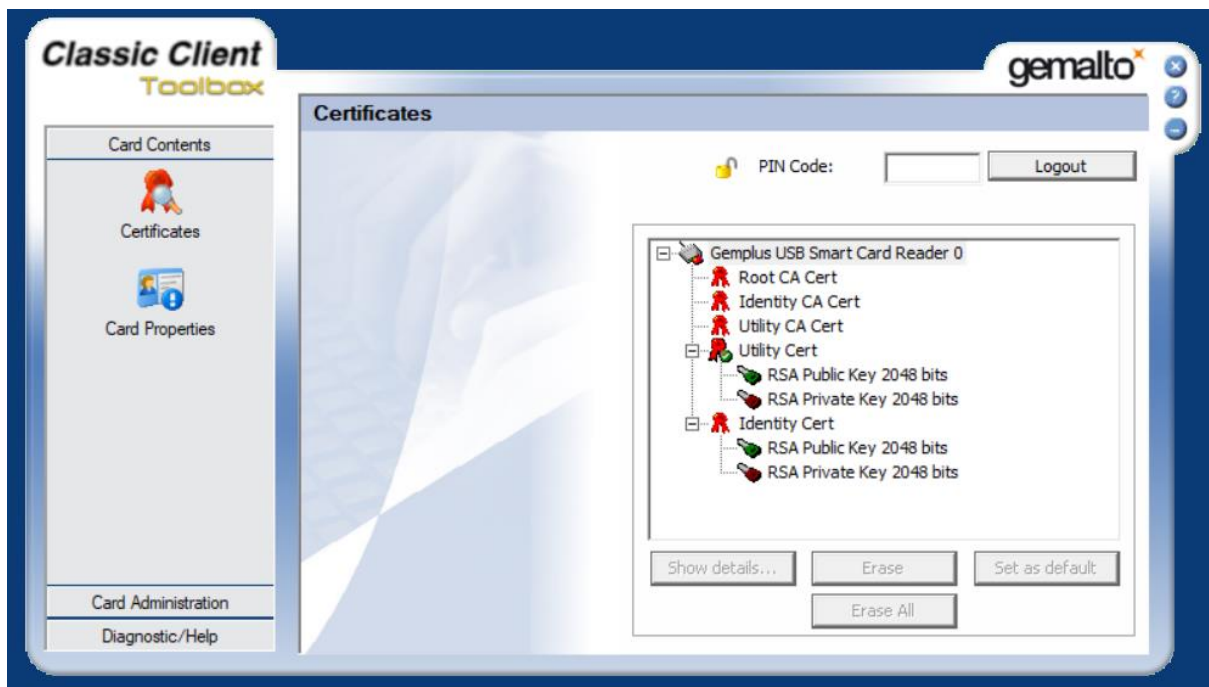 Classic Client
Toolbox
gemalto
Certificates
Card Contents
Certificates
Card Properties
Card Administration
Diagnostic/Help
PIN Code:
Logout
Gemplus USB Smart Card Reader 0
Root CA Cert
Identity CA Cert
Utility CA Cert
Utility Cert
RSA Public Key 2048 bits
RSA Private Key 2048 bits
Identity Cert
RSA Public Key 2048 bits
RSA Private Key 2048 bits
Show details...
Erase
Set as default
Erase All